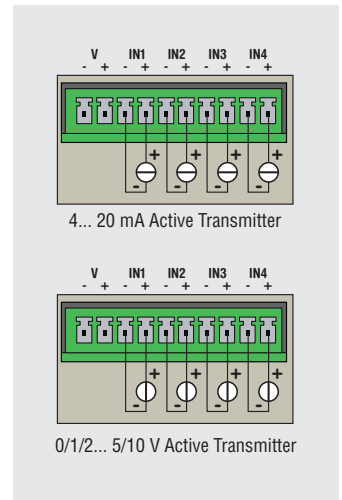 V IN1 IN2 IN3 IN4
- + - + - + - + - +
+ + + +
- - - -
4... 20 mA Active Transmitter
V IN1 IN2 IN3 IN4
- + - + - + - + - +
+ + + +
- - - -
0/1/2... 5/10 V Active Transmitter